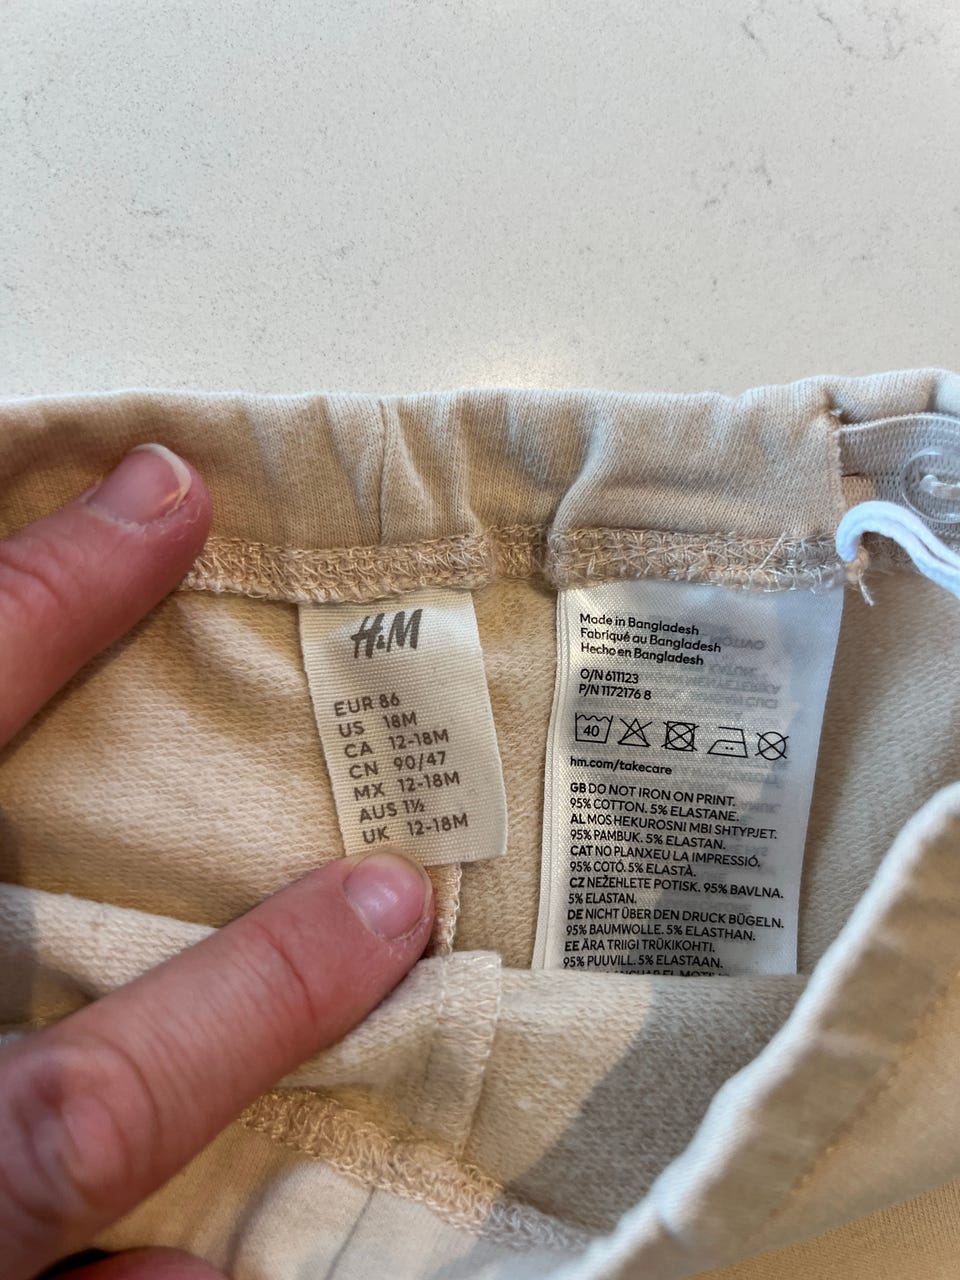 H&M
EUR 86
US 18M
CA 12-18M
CN 90/47
MX 12-18M
AUS 1½
UK 12-18M
Made in Bangladesh
Fabriqué au Bangladesh
Hecho en Bangladesh
O/N 611123
P/N 1172176 8
40
hm.com/takecare
GB DO NOT IRON ON PRINT.
95% COTTON. 5% ELASTANE.
AL MOS HEKUROSNI MBI SHTYPJET.
95% PAMBUK. 5% ELASTAN.
CAT NO PLANXEU LA IMPRESSIÓ.
95% COTÓ. 5% ELASTÀ.
CZ NEŽEHLETE POTISK. 95% BAVLNA.
5% ELASTAN.
DE NICHT ÜBER DEN DRUCK BÜGELN.
95% BAUMWOLLE. 5% ELASTHAN.
EE ÄRA TRIIGI TRÜKIKOHTI.
95% PUUVILL. 5% ELASTAAN.